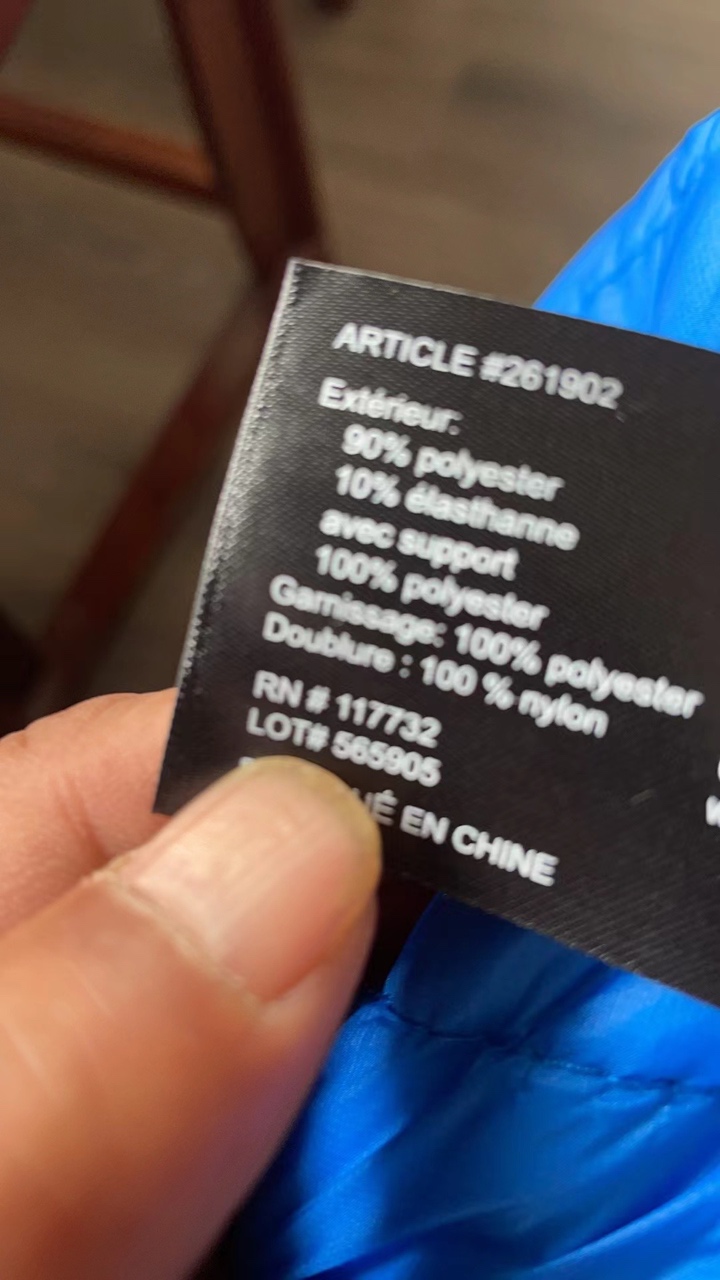 ARTICLE #261902
Extérieur:
90% polyester
10% élasthanne
avec support
100% polyester
Garnissage: 100% polyester
Doublure : 100 % nylon
RN # 117732
LOT# 565905
EN CHINE